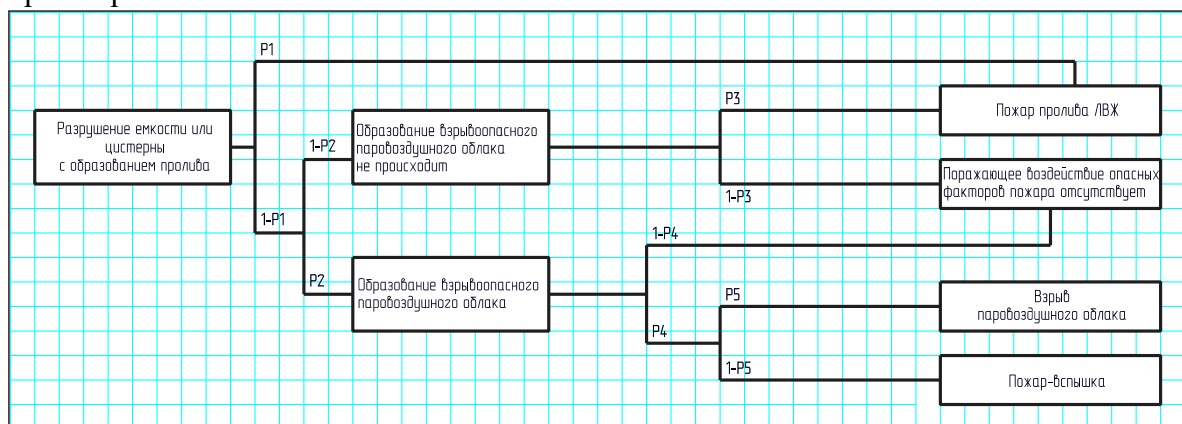 P1
P3
Пожар пролива ЛВЖ
Разрушение емкости или
цистерны
с образованием пролива
Образование взрывоопасного
паровоздушного облака
не происходит
1-P2
Поражающее воздействие опасных
факторов пожара отсутствует
1-P3
1-P1
1-P4
P2
Образование взрывоопасного
паровоздушного облака
P5
Взрыв
паровоздушного облака
P4
1-P5
Пожар-вспышка